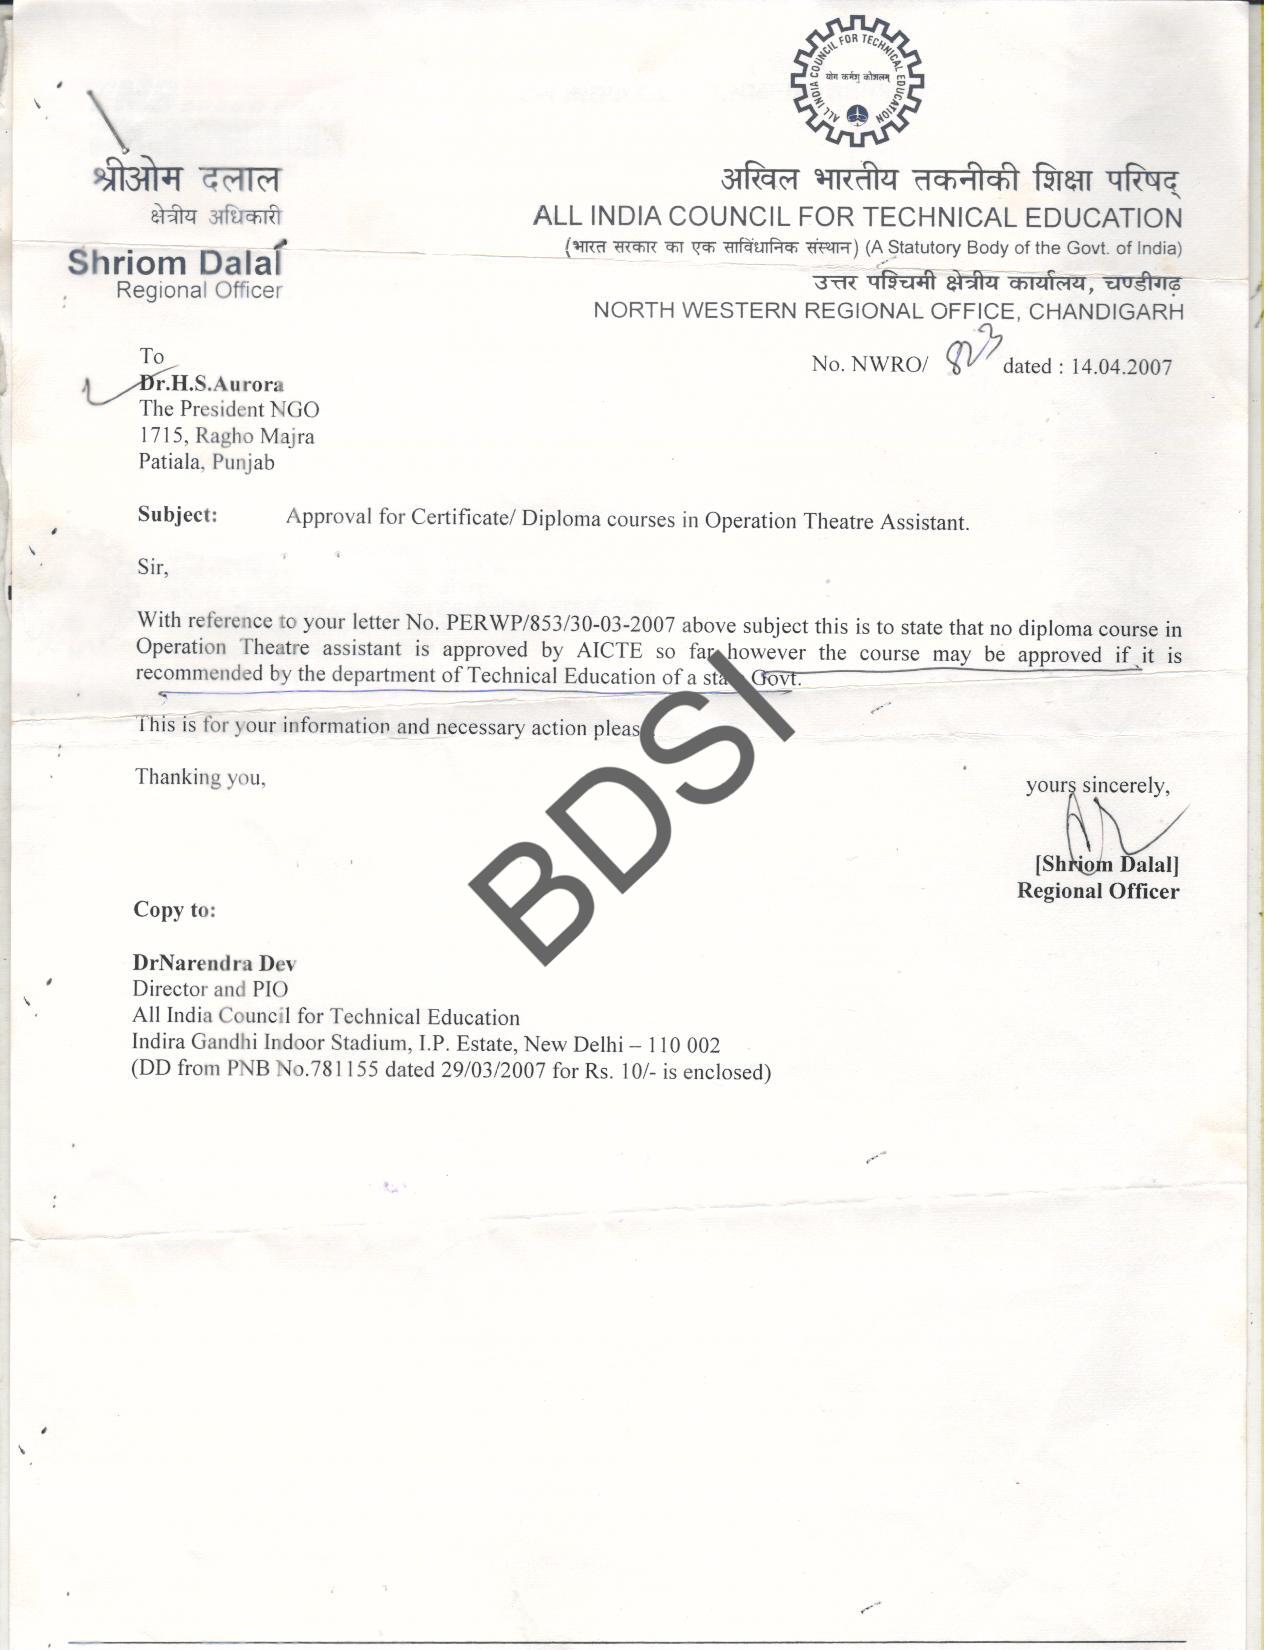 ALL INDIA COUNCIL FOR TECHNICAL EDUCATION
योग कर्मशु कोशलम्
श्रीओम दलाल
क्षेत्रीय अधिकारी
Shriom Dalal
Regional Officer
अखिल भारतीय तकनीकी शिक्षा परिषद्
ALL INDIA COUNCIL FOR TECHNICAL EDUCATION
(भारत सरकार का एक सांविधानिक संस्थान) (A Statutory Body of the Govt. of India)
उत्तर पश्चिमी क्षेत्रीय कार्यालय, चण्डीगढ़
NORTH WESTERN REGIONAL OFFICE, CHANDIGARH
No. NWRO/ dated : 14.04.2007
To
Dr.H.S.Aurora
The President NGO
1715, Ragho Majra
Patiala, Punjab
Subject: Approval for Certificate/ Diploma courses in Operation Theatre Assistant.
Sir,
With reference to your letter No. PERWP/853/30-03-2007 above subject this is to state that no diploma course in
Operation Theatre assistant is approved by AICTE so far however the course may be approved if it is
recommended by the department of Technical Education of a state Govt.
This is for your information and necessary action please
Thanking you,
yours sincerely,
[Shriom Dalal]
Regional Officer
Copy to:
DrNarendra Dev
Director and PIO
All India Council for Technical Education
Indira Gandhi Indoor Stadium, I.P. Estate, New Delhi – 110 002
(DD from PNB No.781155 dated 29/03/2007 for Rs. 10/- is enclosed)
BDSI